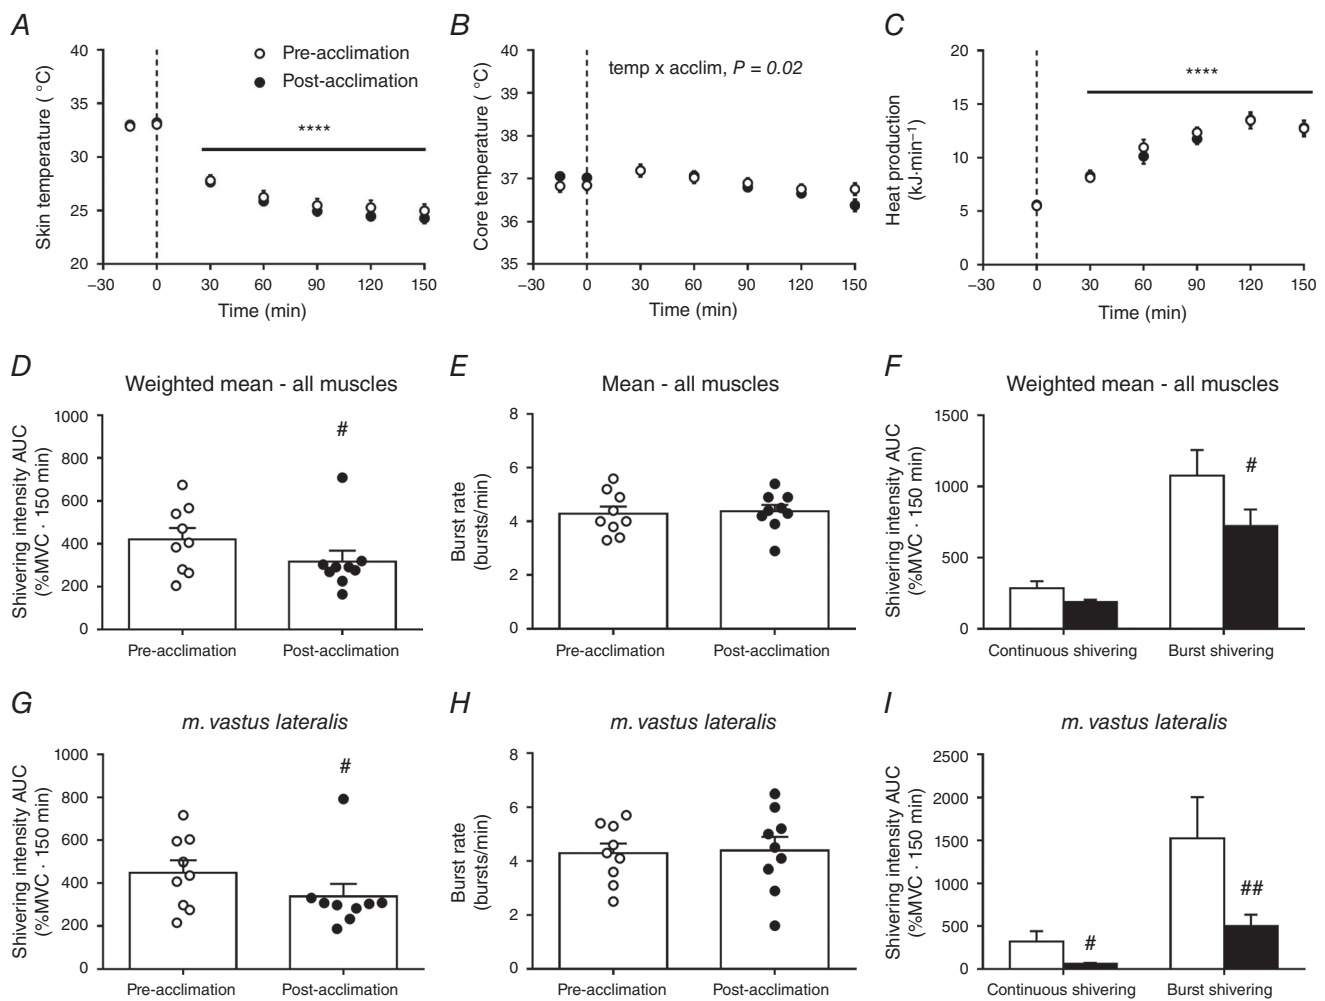 A
Skin temperature ( °C)
40
35
30
25
20
Pre-acclimation
Post-acclimation
****
−30 0 30 60 90 120 150
Time (min)
B
Core temperature ( °C)
40
39
38
37
36
35
temp x acclim, P = 0.02
−30 0 30 60 90 120 150
Time (min)
C
Heat production
(kJ·min⁻¹)
20
15
10
5
0
****
−30 0 30 60 90 120 150
Time (min)
D
Weighted mean - all muscles
Shivering intensity AUC
(%MVC · 150 min)
1000
800
600
400
200
0
#
Pre-acclimation Post-acclimation
E
Mean - all muscles
Burst rate
(bursts/min)
8
6
4
2
0
Pre-acclimation Post-acclimation
F
Weighted mean - all muscles
Shivering intensity AUC
(%MVC · 150 min)
1500
1000
500
0
#
Continuous shivering Burst shivering
G
m. vastus lateralis
Shivering intensity AUC
(%MVC · 150 min)
1000
800
600
400
200
0
#
Pre-acclimation Post-acclimation
H
m. vastus lateralis
Burst rate
(bursts/min)
8
6
4
2
0
Pre-acclimation Post-acclimation
I
m. vastus lateralis
Shivering intensity AUC
(%MVC · 150 min)
2500
2000
1500
1000
500
0
#
##
Continuous shivering Burst shivering